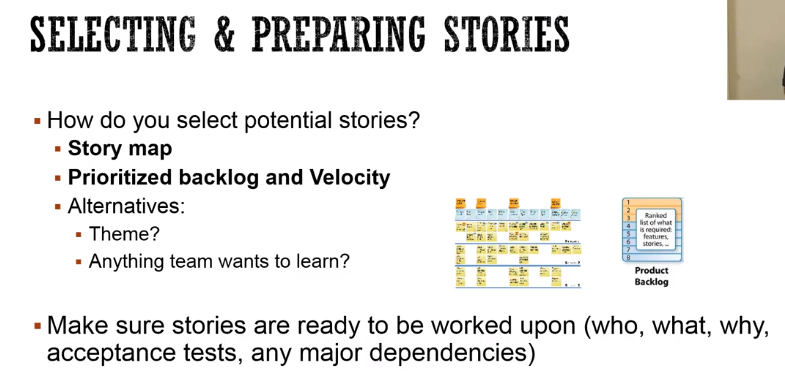 SELECTING & PREPARING STORIES
How do you select potential stories?
Story map
Prioritized backlog and Velocity
Alternatives:
Theme?
Anything team wants to learn?
1
2
3
4
5
6
7
8
Ranked
list of what
is required:
features,
stories, ...
Product
Backlog
Make sure stories are ready to be worked upon (who, what, why,
acceptance tests, any major dependencies)